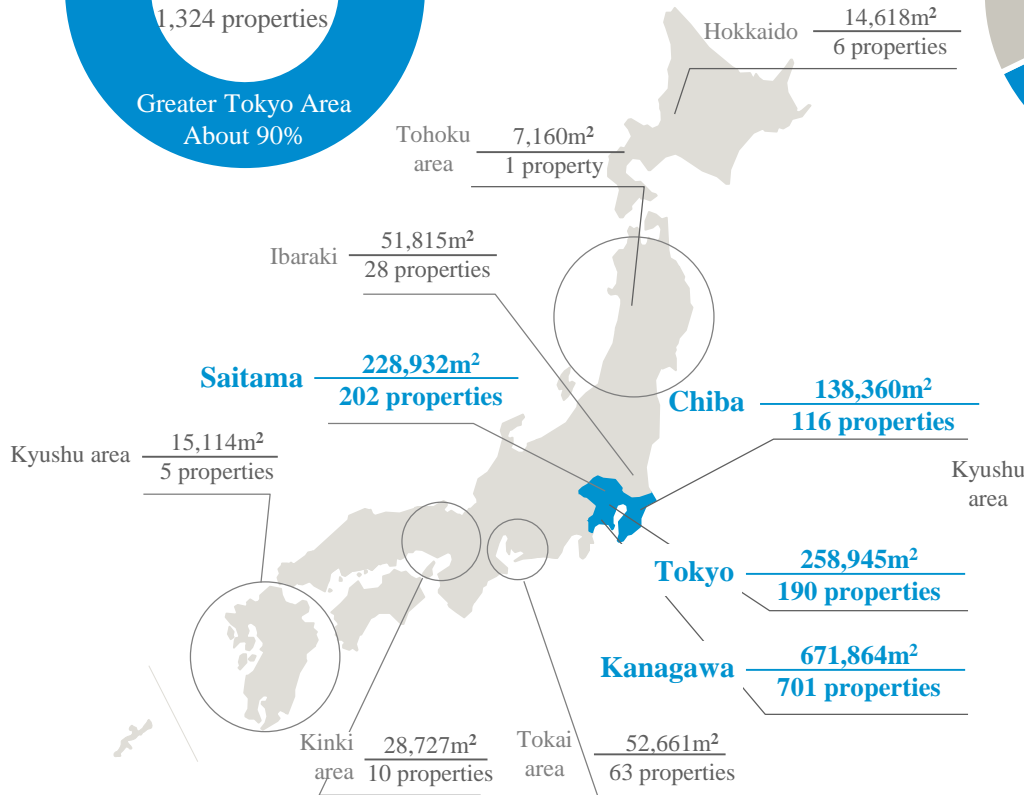 1,324 properties
Greater Tokyo Area
About 90%
Hokkaido
14,618m²
6 properties
Tohoku
area
7,160m²
1 property
Ibaraki
51,815m²
28 properties
Saitama
228,932m²
202 properties
Chiba
138,360m²
116 properties
Kyushu area
15,114m²
5 properties
Kyushu
area
Tokyo
258,945m²
190 properties
Kanagawa
671,864m²
701 properties
Kinki
area
28,727m²
10 properties
Tokai
area
52,661m²
63 properties